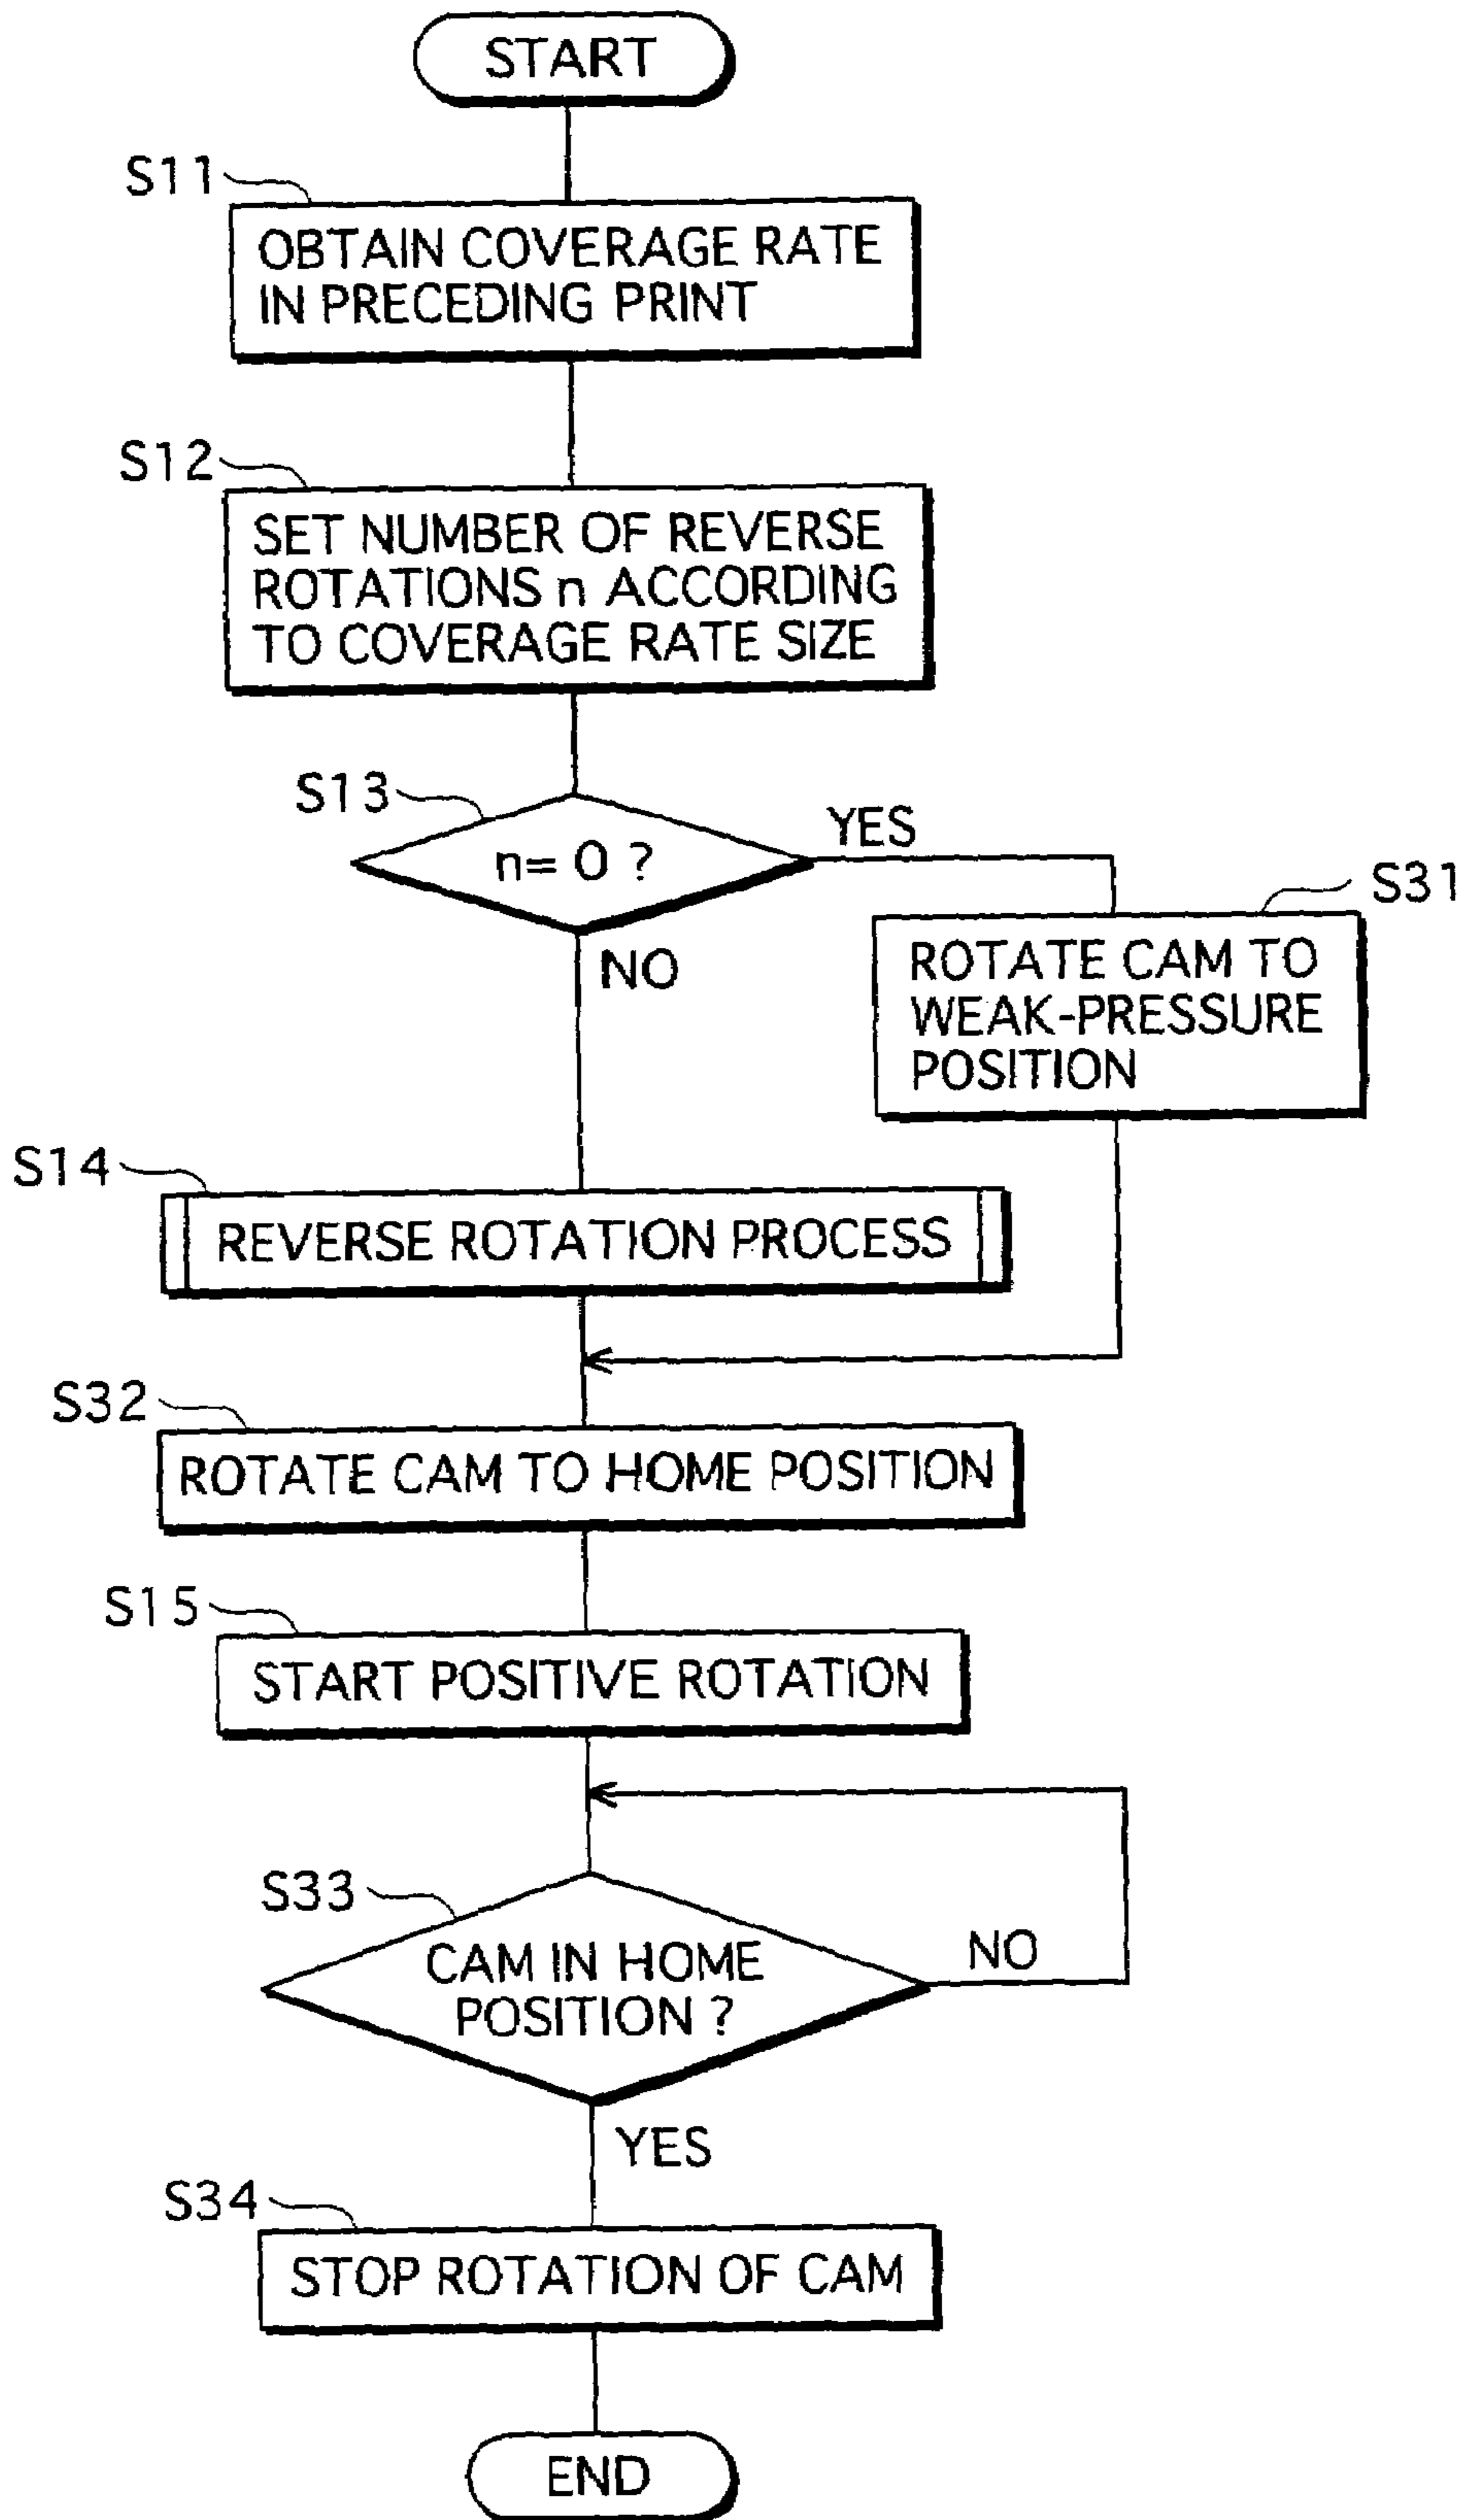 START
S11
OBTAIN COVERAGE RATE
IN PRECEDING PRINT
S12
SET NUMBER OF REVERSE
ROTATIONS n ACCORDING
TO COVERAGE RATE SIZE
S13
n= 0 ?
YES
NO
S31
ROTATE CAM TO
WEAK-PRESSURE
POSITION
S14
REVERSE ROTATION PROCESS
S32
ROTATE CAM TO HOME POSITION
S15
START POSITIVE ROTATION
S33
CAM IN HOME
POSITION ?
NO
YES
S34
STOP ROTATION OF CAM
END